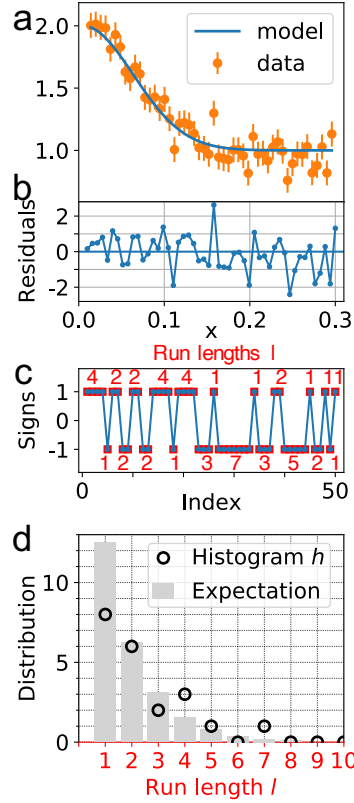 a
model
data
2.0
1.5
1.0
b
Residuals
2
0
-2
0.0 0.1 0.2 0.3
x
Run lengths l
c
Signs
1
-1
4 2 2 4 4 1 1 2 1 11
1 2 2 1 3 7 3 5 2 1
0 50
Index
d
Distribution
Histogram h
Expectation
10
5
0
1 2 3 4 5 6 7 8 9 10
Run length l